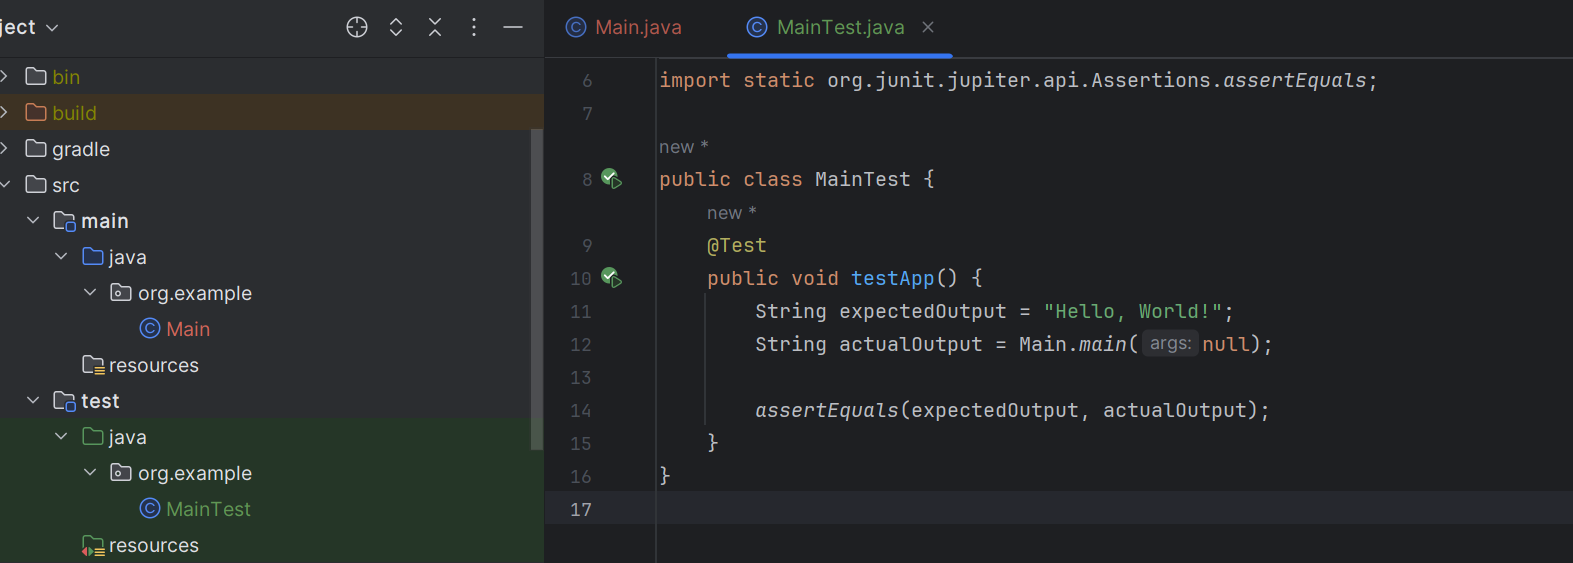 ject
bin
build
gradle
src
main
java
org.example
Main
resources
test
java
org.example
MainTest
resources
Main.java
MainTest.java
6 import static org.junit.jupiter.api.Assertions.assertEquals;
7
new *
8 public class MainTest {
new *
9 @Test
10 public void testApp() {
11 String expectedOutput = "Hello, World!";
12 String actualOutput = Main.main( args: null);
13
14 assertEquals(expectedOutput, actualOutput);
15 }
16 }
17